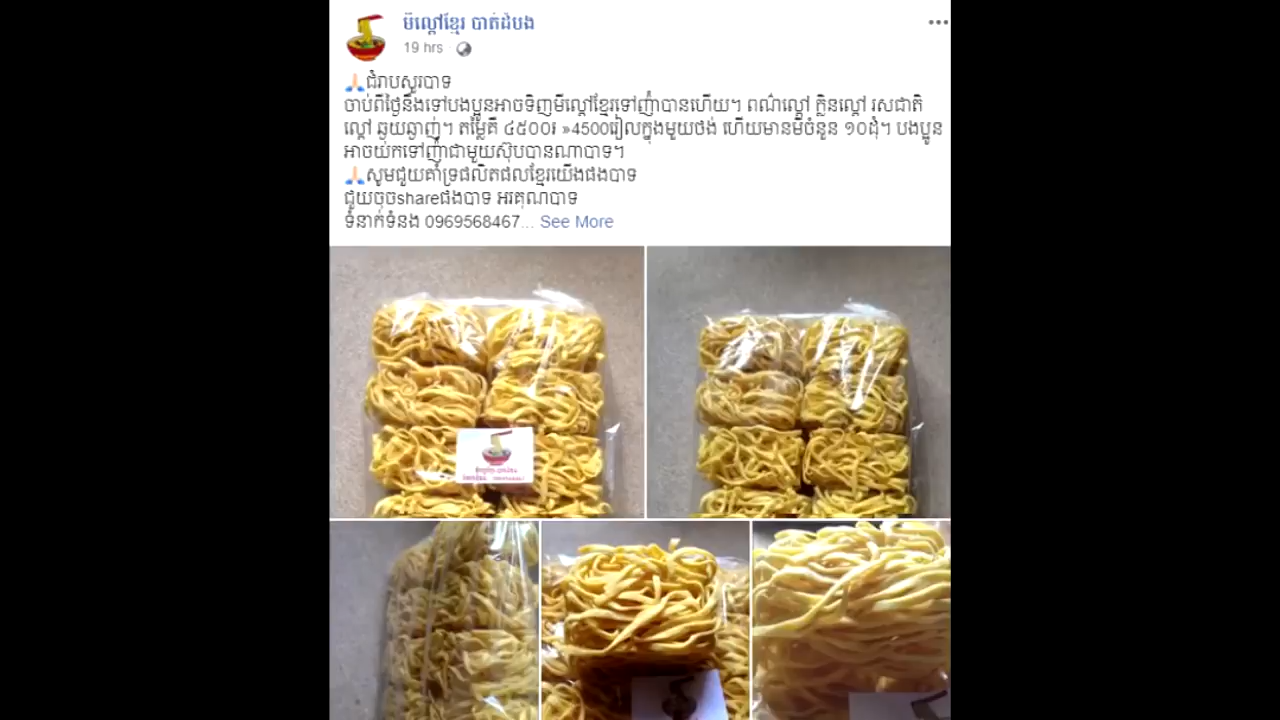 មីល្ពៅខ្មែរ បាត់ដំបង
19 hrs
ជំរាបសួរបាទ
ចាប់ពីថ្ងៃនឹងទៅបងប្អូនអាចទិញមីល្ពៅខ្មែរទៅញ៉ាំបានហើយ។ ពណ៌ល្ពៅ ក្លិនល្ពៅ រសជាតិ
ល្ពៅ ឆ្ងុយឆ្ងាញ់។ តម្លៃគឺ ៤៥០០រ »4500រៀលក្នុងមួយថង់ ហើយមានមីចំនួន ១០ដុំ។ បងប្អូន
អាចយកទៅញ៉ាំជាមួយស៊ុបបានណាបាទ។
សូមជួយគាំទ្រផលិតផលខ្មែរយើងផងបាទ
ជួយចុចshareផងបាទ អរគុណបាទ
ទំនាក់ទំនង 0969568467... See More